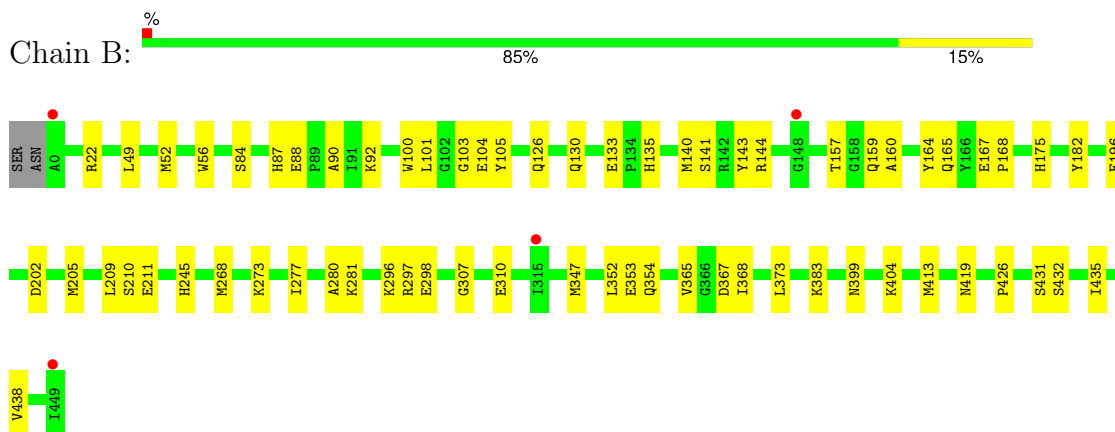 %
Chain B:
85% 15%
SER ASN A0 R22 L49 M52 W56 S84 H87 E88 P89 A90 I91 K92 W100 L101 G102 G103 E104 Y105 Q126 Q130 E133 P134 H135 M140 S141 R142 Y143 R144 G148 T157 G158 Q159 A160 Y164 Q165 Y166 E167 P168 H175 Y182 E196
D202 M205 L209 S210 E211 H245 M268 K273 I277 A280 K281 K296 R297 E298 G307 E310 I315 M347 L352 E353 Q354 V365 G366 D367 I368 L373 K383 N399 K404 M413 N419 P426 S431 S432 I435
V438 I449